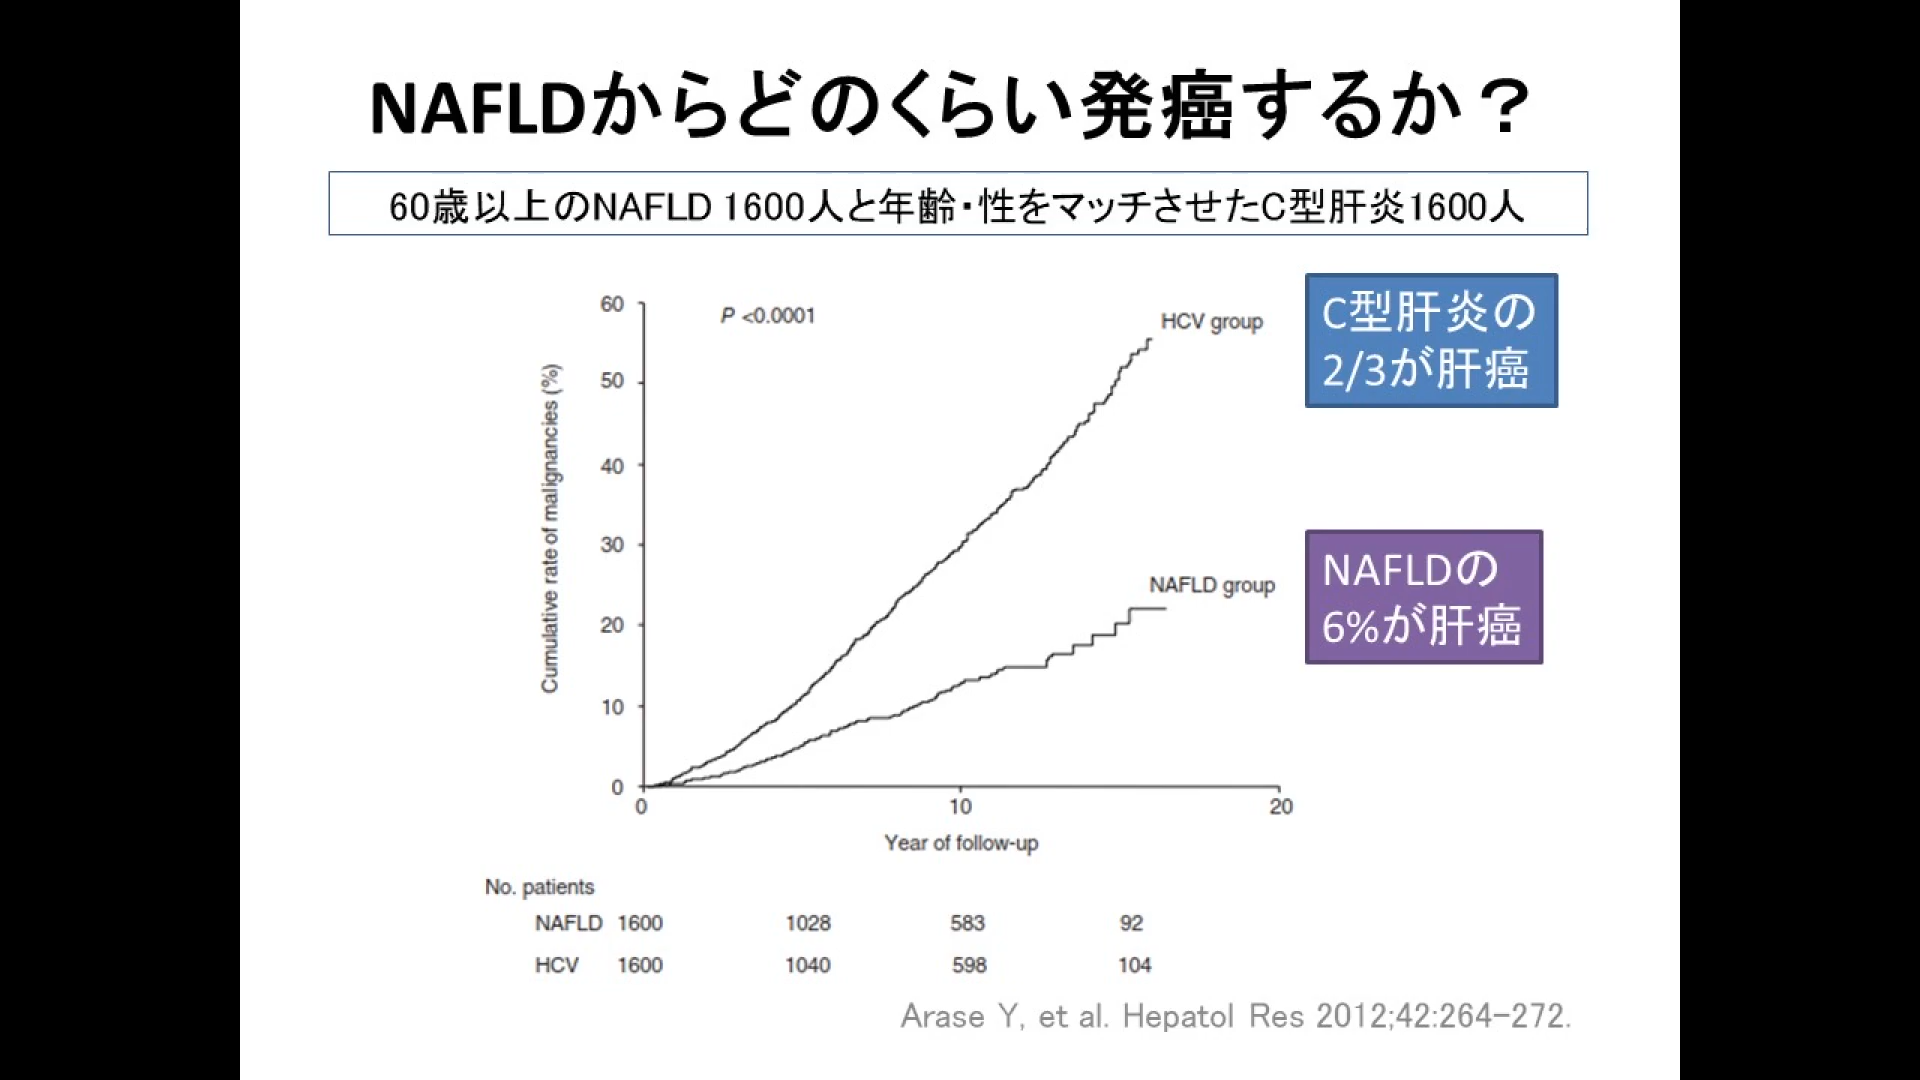 NAFLDからどのくらい発癌するか？
60歳以上のNAFLD 1600人と年齢・性をマッチさせたC型肝炎1600人
C型肝炎の
2/3が肝癌
NAFLDの
6%が肝癌
P <0.0001
HCV group
NAFLD group
Cumulative rate of malignancies (%)
60
50
40
30
20
10
0
0 10 20
Year of follow-up
No. patients
NAFLD 1600 1028 583 92
HCV 1600 1040 598 104
Arase Y, et al. Hepatol Res 2012;42:264-272.